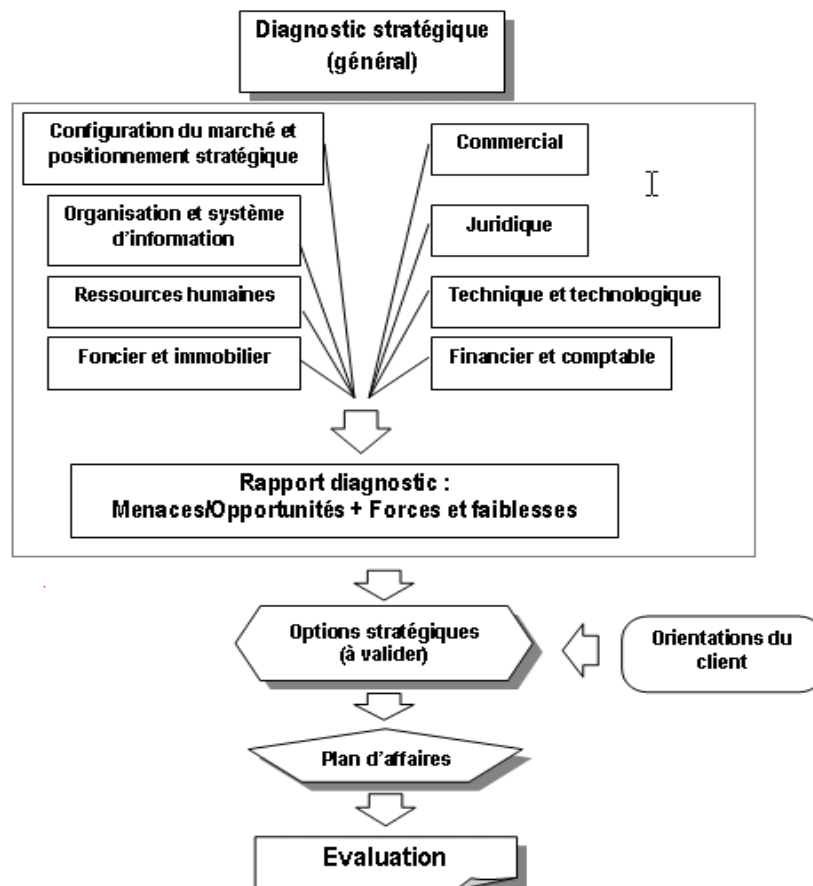 Diagnostic stratégique
(général)
Configuration du marché et
positionnement stratégique
Commercial
Organisation et système
d'information
Juridique
Ressources humaines
Technique et technologique
Foncier et immobilier
Financier et comptable
Rapport diagnostic :
Menaces/Opportunités + Forces et faiblesses
Options stratégiques
(à valider)
Orientations du
client
Plan d'affaires
Evaluation